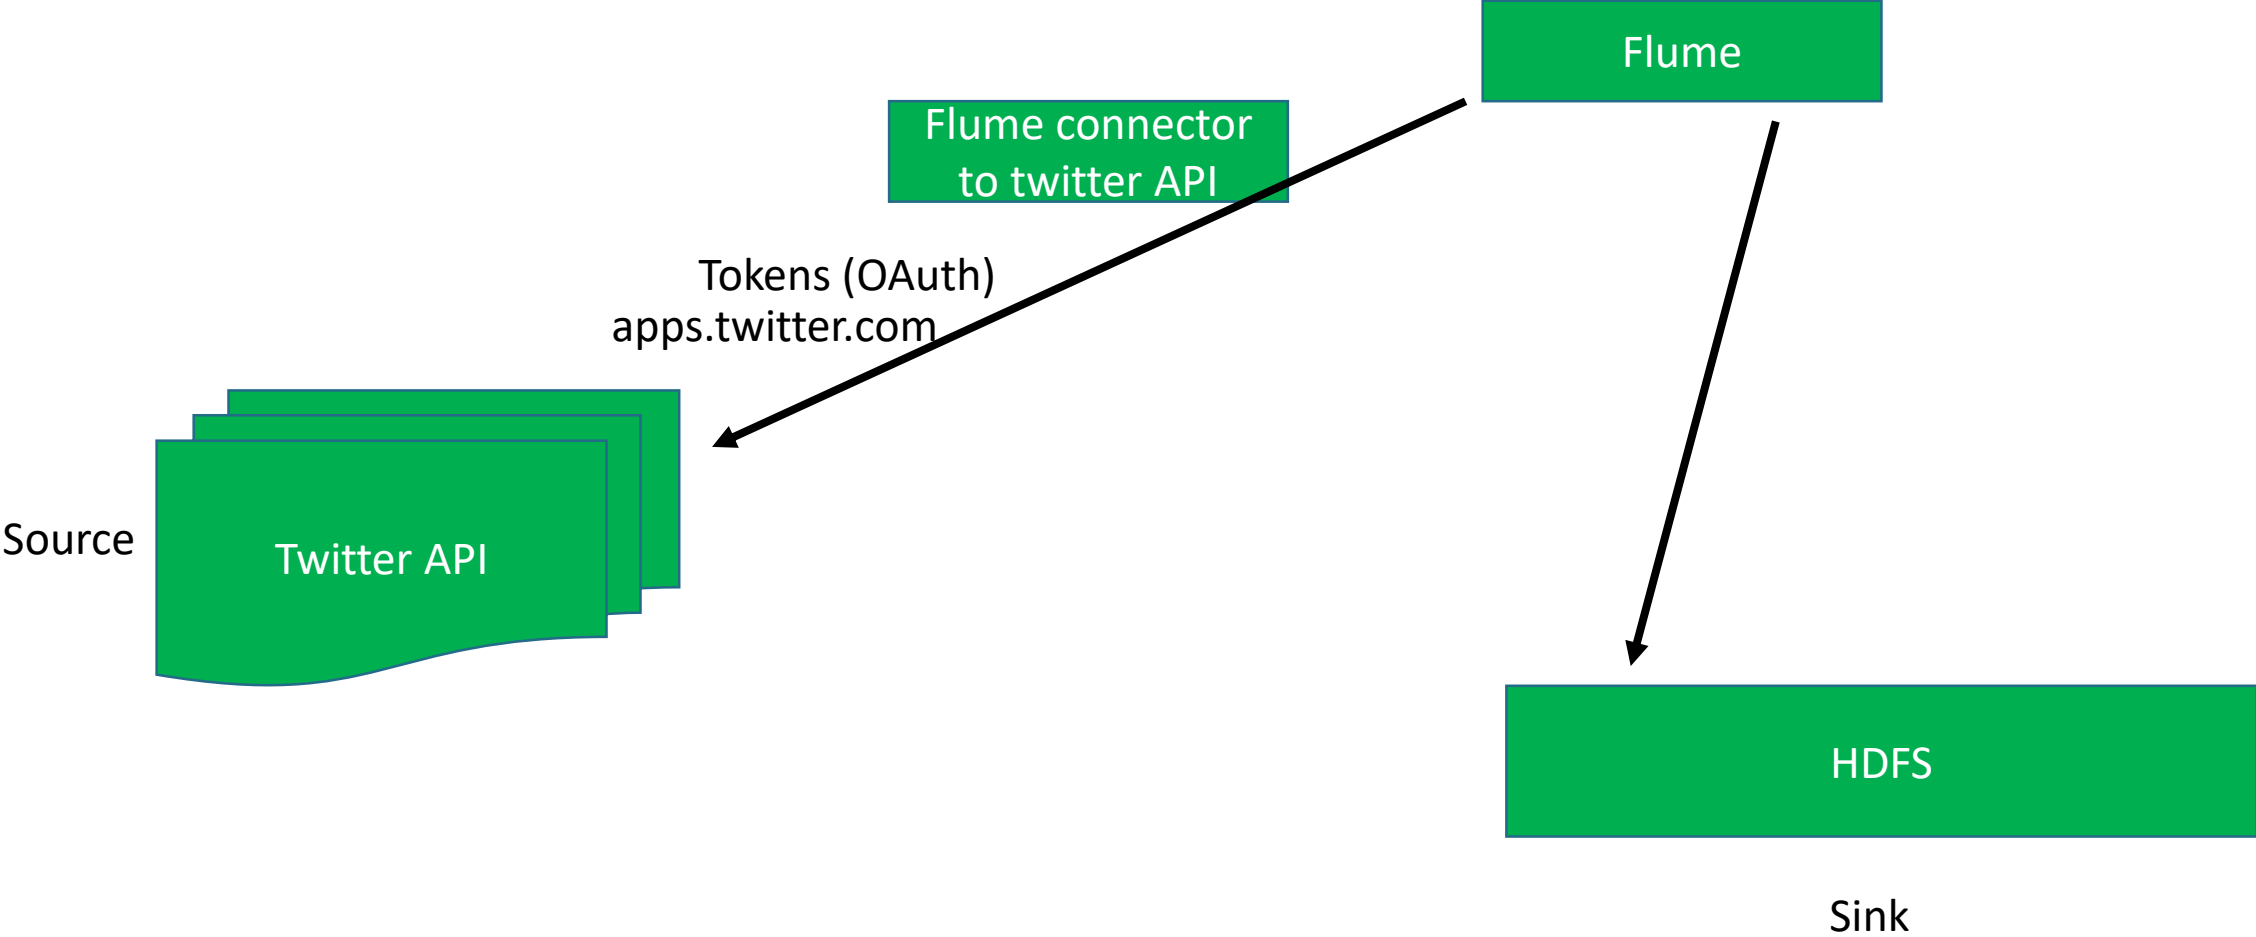 Flume
Flume connector
to twitter API
Tokens (OAuth)
apps.twitter.com
Source
Twitter API
HDFS
Sink